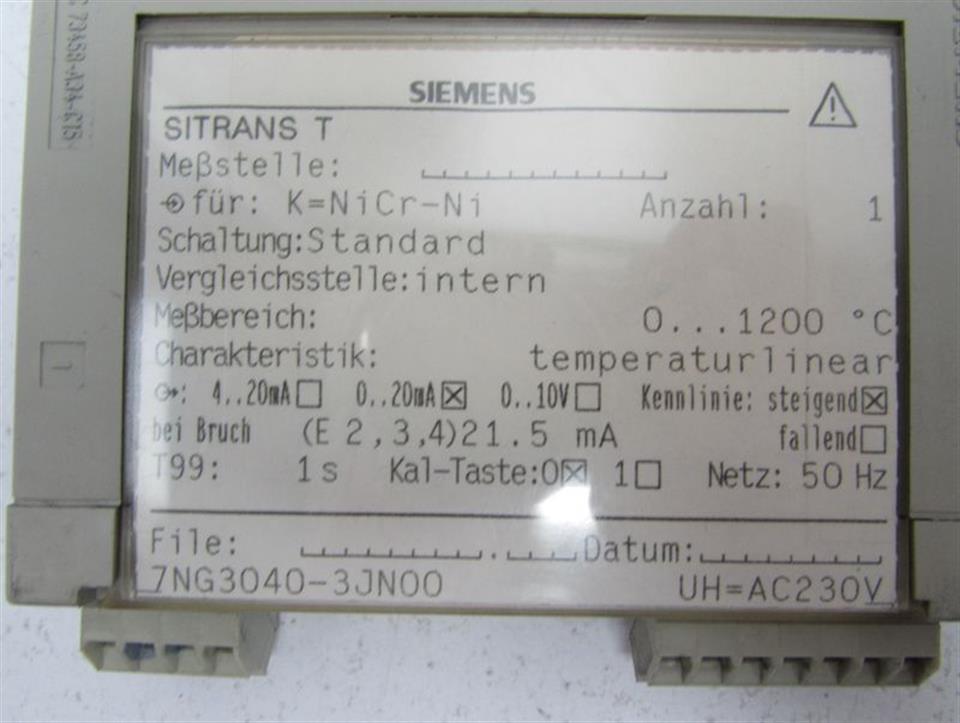 SIEMENS
SITRANS T
Meßstelle:
für: K=NiCr-Ni Anzahl: 1
Schaltung:Standard
Vergleichsstelle:intern
Meßbereich: 0...1200 °C
Charakteristik: temperaturlinear
: 4..20mA☐ 0..20mA☒ 0..10V☐ Kennlinie: steigend☒
bei Bruch (E 2,3,4)21.5 mA fallend☐
T99: 1s Kal-Taste:0☒ 1☐ Netz: 50 Hz
File: . Datum:
7NG3040-3JN00 UH=AC230V
1